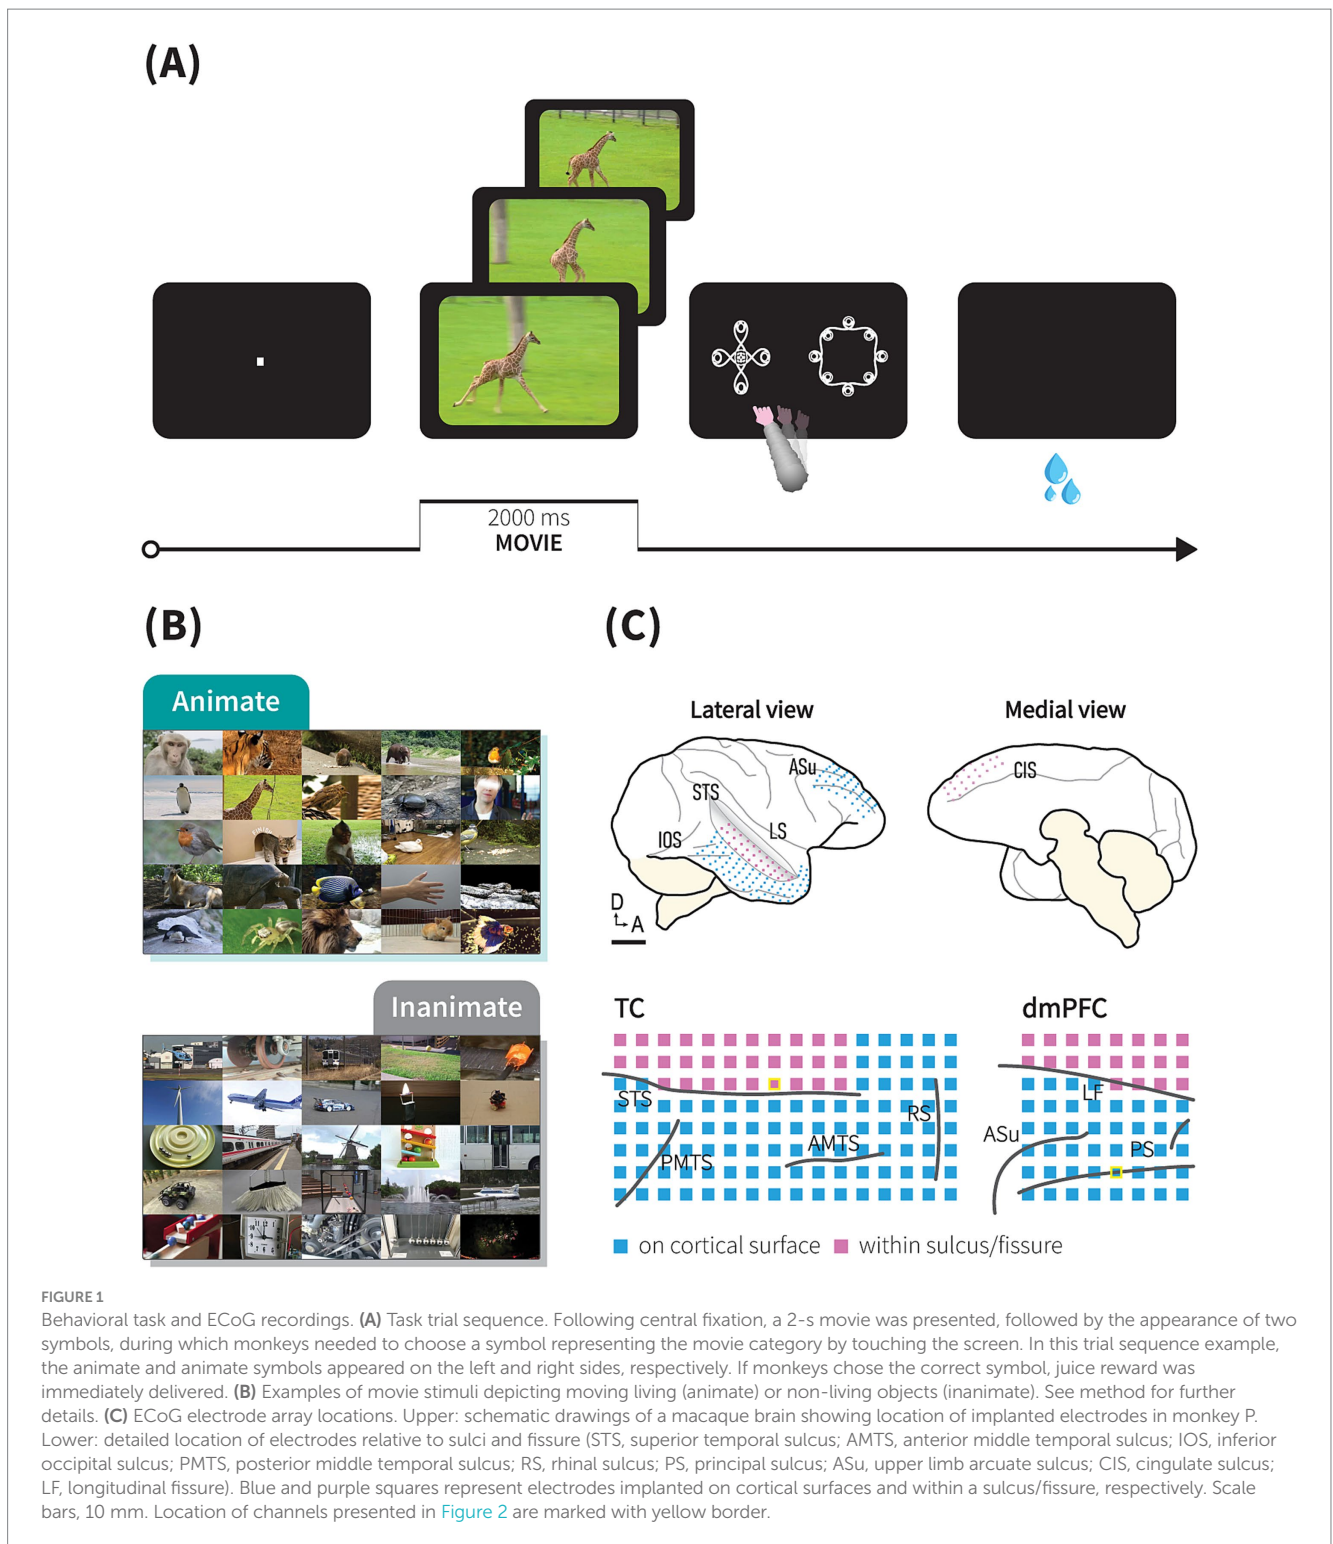 (A)
2000 ms
MOVIE
(B)
(C)
Animate
Lateral view
Medial view
ASu
CIS
STS
LS
IOS
D
A
Inanimate
TC
dmPFC
STS
LF
RS
ASu
PS
AMTS
PMTS
on cortical surface
within sulcus/fissure
FIGURE 1
Behavioral task and ECoG recordings. (A) Task trial sequence. Following central fixation, a 2-s movie was presented, followed by the appearance of two
symbols, during which monkeys needed to choose a symbol representing the movie category by touching the screen. In this trial sequence example,
the animate and animate symbols appeared on the left and right sides, respectively. If monkeys chose the correct symbol, juice reward was
immediately delivered. (B) Examples of movie stimuli depicting moving living (animate) or non-living objects (inanimate). See method for further
details. (C) ECoG electrode array locations. Upper: schematic drawings of a macaque brain showing location of implanted electrodes in monkey P.
Lower: detailed location of electrodes relative to sulci and fissure (STS, superior temporal sulcus; AMTS, anterior middle temporal sulcus; IOS, inferior
occipital sulcus; PMTS, posterior middle temporal sulcus; RS, rhinal sulcus; PS, principal sulcus; ASu, upper limb arcuate sulcus; CIS, cingulate sulcus;
LF, longitudinal fissure). Blue and purple squares represent electrodes implanted on cortical surfaces and within a sulcus/fissure, respectively. Scale
bars, 10 mm. Location of channels presented in Figure 2 are marked with yellow border.